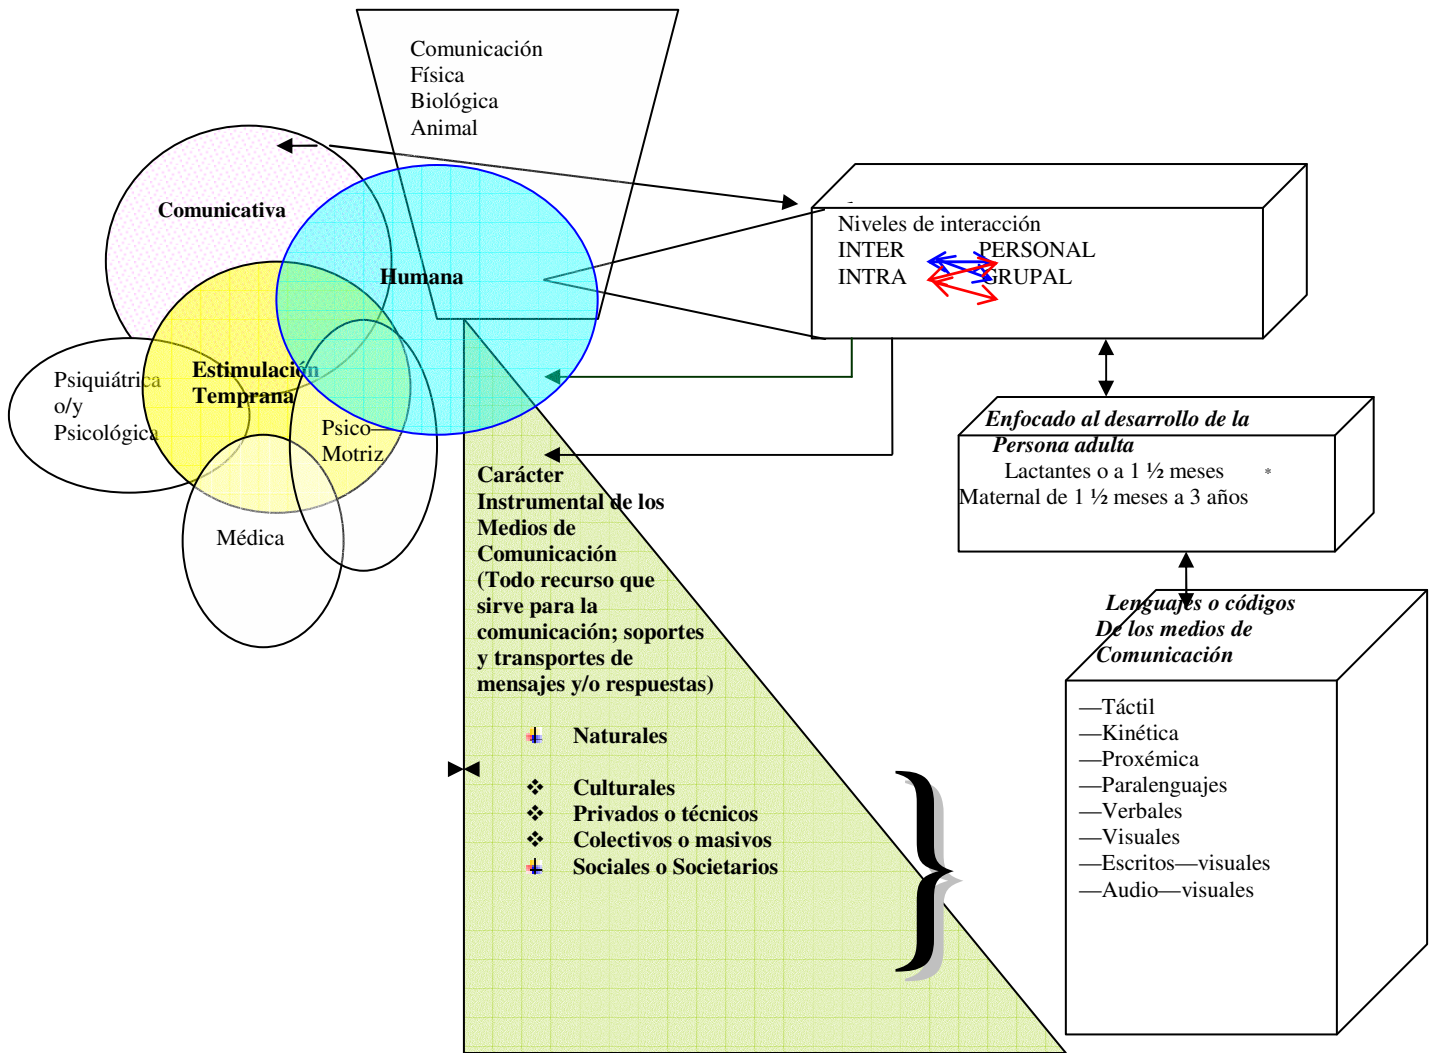 Comunicación
Física
Biológica
Animal
Comunicativa
Humana
Estimulación
Temprana
Psiquiátrica
o/y
Psicológica
Psico—
Motriz
Médica
Niveles de interacción
INTER PERSONAL
INTRA GRUPAL
Enfocado al desarrollo de la
Persona adulta
Lactantes o a 1 ½ meses *
Maternal de 1 ½ meses a 3 años
Carácter
Instrumental de los
Medios de
Comunicación
(Todo recurso que
sirve para la
comunicación; soportes
y transportes de
mensajes y/o respuestas)
Naturales
❖ Culturales
❖ Privados o técnicos
❖ Colectivos o masivos
Sociales o Societarios
}
Lenguajes o códigos
De los medios de
Comunicación
—Táctil
—Kinética
—Proxémica
—Paralenguajes
—Verbales
—Visuales
—Escritos—visuales
—Audio—visuales